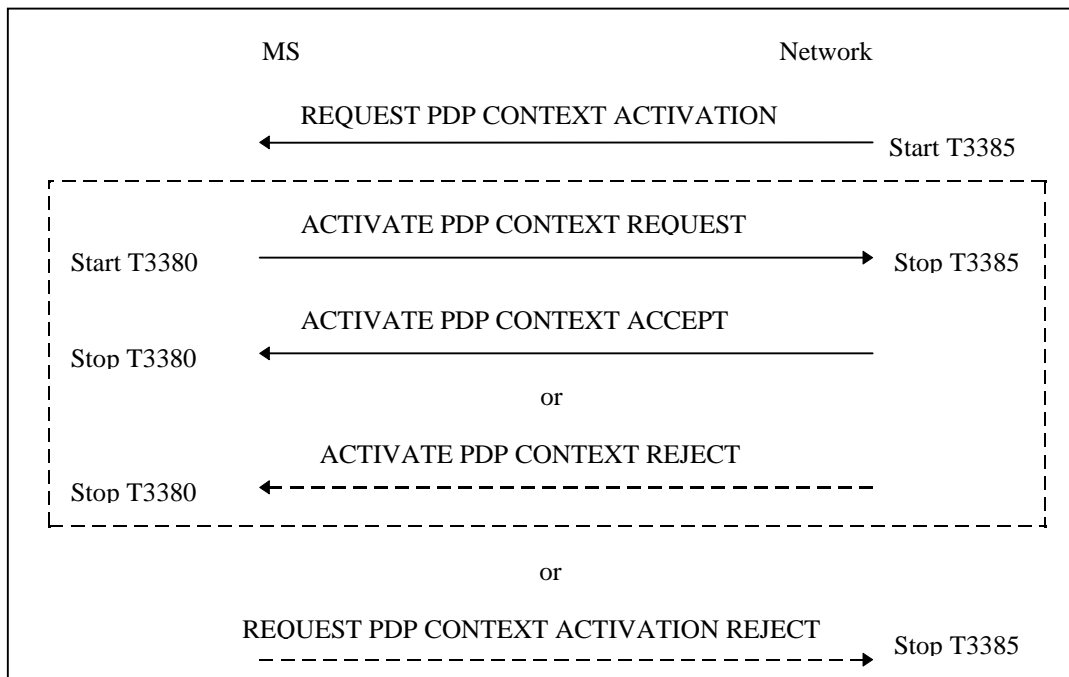 MS Network
REQUEST PDP CONTEXT ACTIVATION
Start T3385
ACTIVATE PDP CONTEXT REQUEST
Start T3380 Stop T3385
ACTIVATE PDP CONTEXT ACCEPT
Stop T3380
or
ACTIVATE PDP CONTEXT REJECT
Stop T3380
or
REQUEST PDP CONTEXT ACTIVATION REJECT
Stop T3385